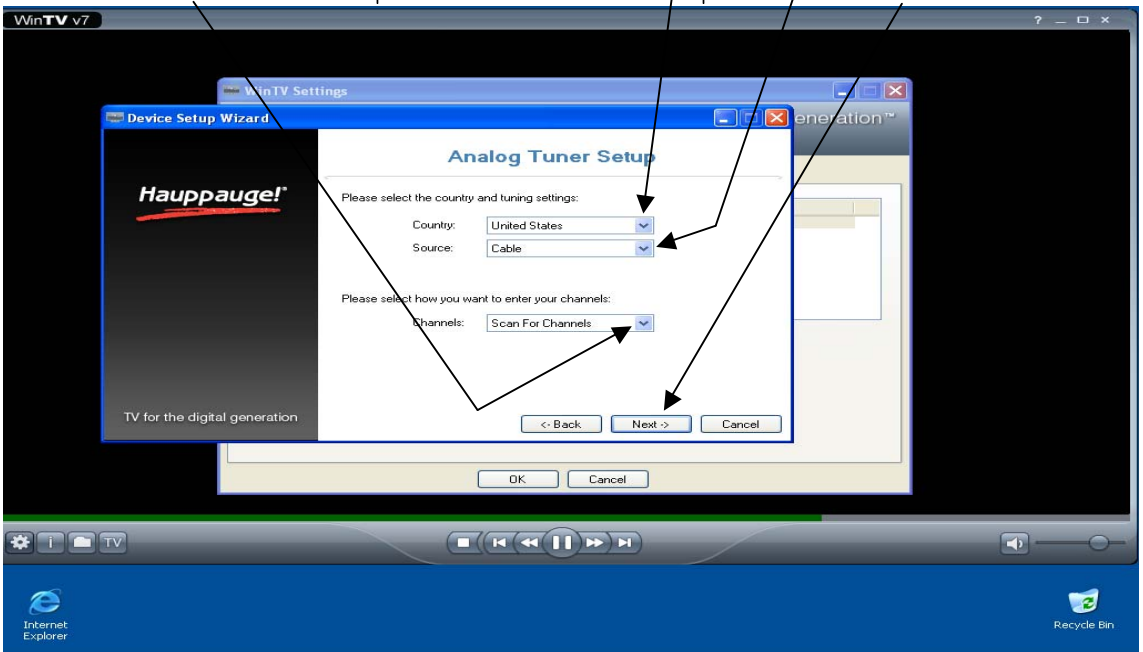 WinTV v7
WinTV Settings
eneration™
Device Setup Wizard
Analog Tuner Setup
Hauppauge!®
Please select the country and tuning settings:
Country: United States
Source: Cable
Please select how you want to enter your channels:
Channels: Scan For Channels
TV for the digital generation
<- Back Next -> Cancel
OK Cancel
i TV
Internet
Explorer
Recycle Bin